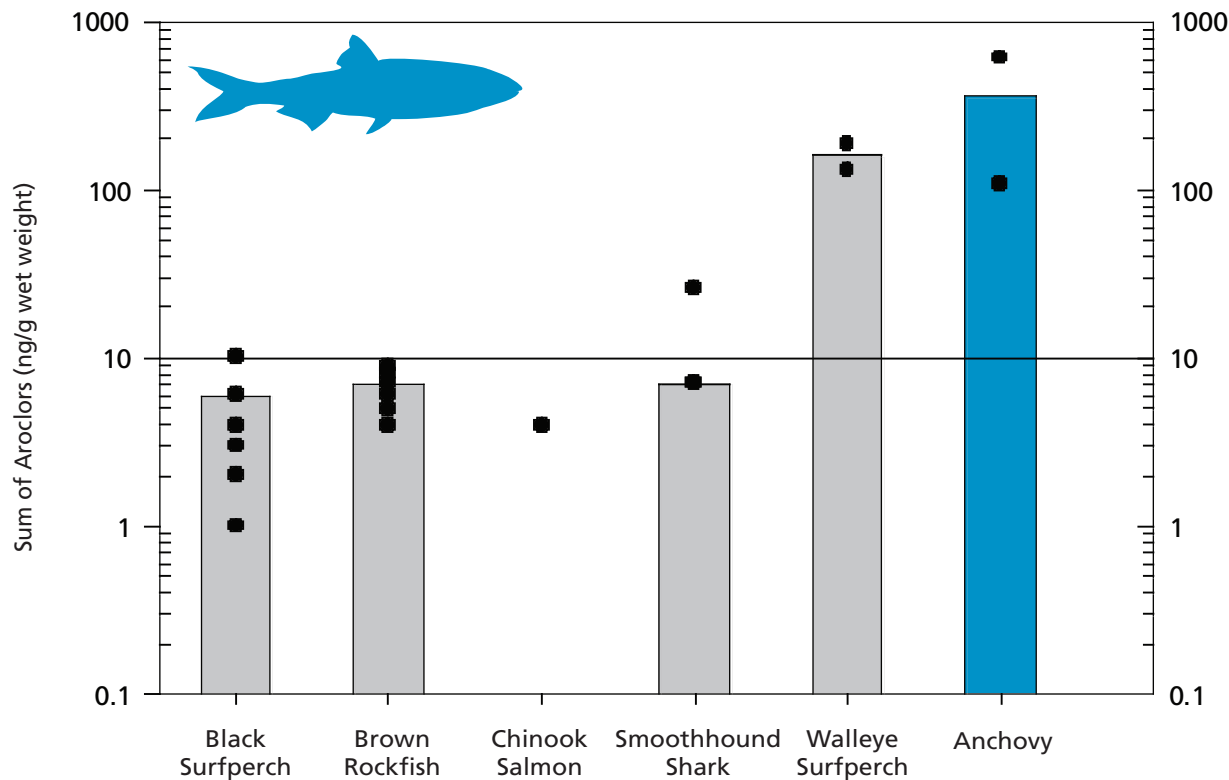 1000
100
10
1
0.1
Sum of Aroclors (ng/g wet weight)
1000
100
10
1
0.1
Black
Surfperch
Brown
Rockfish
Chinook
Salmon
Smoothhound
Shark
Walleye
Surfperch
Anchovy